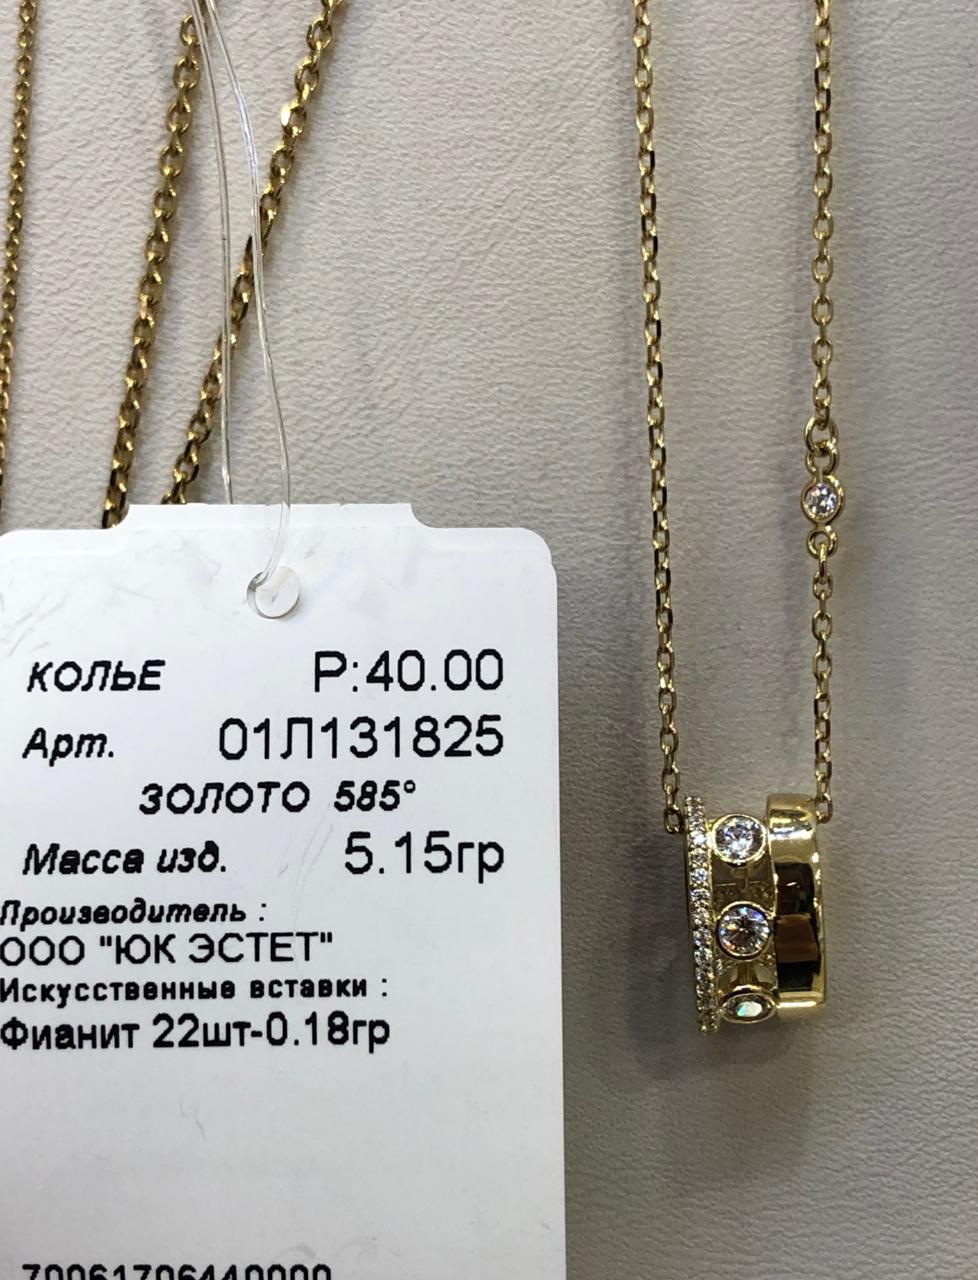 КОЛЬЕ Р:40.00
Арт. 01Л131825
ЗОЛОТО 585°
Масса изд. 5.15гр
Производитель :
ООО "ЮК ЭСТЕТ"
Искусственные вставки :
Фианит 22шт-0.18гр